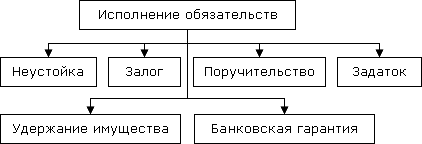 Исполнение обязательств
Неустойка
Залог
Поручительство
Задаток
Удержание имущества
Банковская гарантия